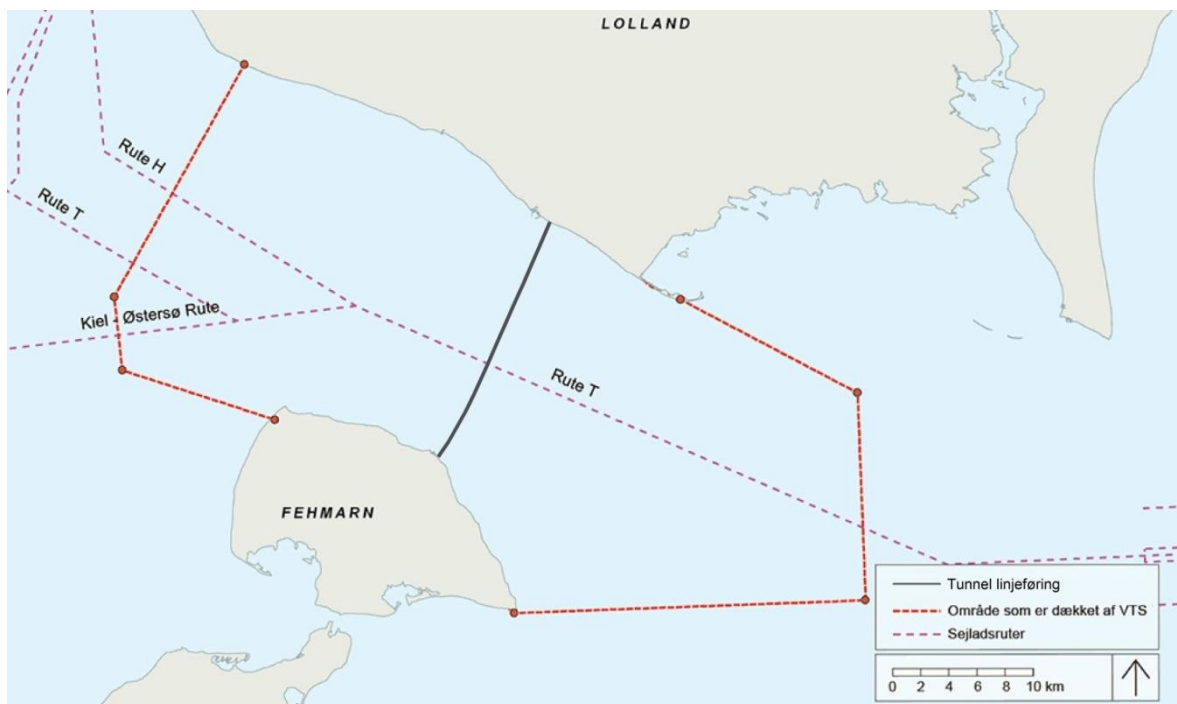 LOLLAND
Rute H
Rute T
Kiel - Østersø Rute
Rute T
FEHMARN
Tunnel linjeføring
Område som er dækket af VTS
Sejladsruter
0 2 4 6 8 10 km